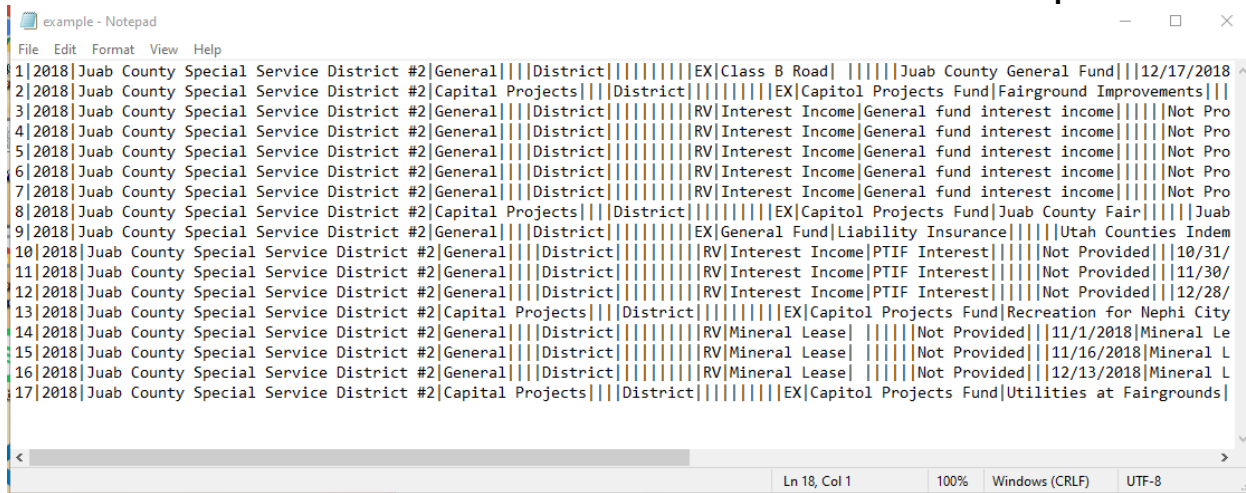 example - Notepad
File Edit Format View Help
1|2018|Juab County Special Service District #2|General||||District||||||||||EX|Class B Road| ||||||Juab County General Fund|||12/17/2018
2|2018|Juab County Special Service District #2|Capital Projects||||District||||||||||EX|Capitol Projects Fund|Fairground Improvements|||
3|2018|Juab County Special Service District #2|General||||District||||||||||RV|Interest Income|General fund interest income||||||Not Pro
4|2018|Juab County Special Service District #2|General||||District||||||||||RV|Interest Income|General fund interest income||||||Not Pro
5|2018|Juab County Special Service District #2|General||||District||||||||||RV|Interest Income|General fund interest income||||||Not Pro
6|2018|Juab County Special Service District #2|General||||District||||||||||RV|Interest Income|General fund interest income||||||Not Pro
7|2018|Juab County Special Service District #2|General||||District||||||||||RV|Interest Income|General fund interest income||||||Not Pro
8|2018|Juab County Special Service District #2|Capital Projects||||District||||||||||EX|Capitol Projects Fund|Juab County Fair||||||Juab
9|2018|Juab County Special Service District #2|General||||District||||||||||EX|General Fund|Liability Insurance||||||Utah Counties Indem
10|2018|Juab County Special Service District #2|General||||District||||||||||RV|Interest Income|PTIF Interest||||||Not Provided|||10/31/
11|2018|Juab County Special Service District #2|General||||District||||||||||RV|Interest Income|PTIF Interest||||||Not Provided|||11/30/
12|2018|Juab County Special Service District #2|General||||District||||||||||RV|Interest Income|PTIF Interest||||||Not Provided|||12/28/
13|2018|Juab County Special Service District #2|Capital Projects||||District||||||||||EX|Capitol Projects Fund|Recreation for Nephi City
14|2018|Juab County Special Service District #2|General||||District||||||||||RV|Mineral Lease| ||||||Not Provided|||11/1/2018|Mineral Le
15|2018|Juab County Special Service District #2|General||||District||||||||||RV|Mineral Lease| ||||||Not Provided|||11/16/2018|Mineral L
16|2018|Juab County Special Service District #2|General||||District||||||||||RV|Mineral Lease| ||||||Not Provided|||12/13/2018|Mineral L
17|2018|Juab County Special Service District #2|Capital Projects||||District||||||||||EX|Capitol Projects Fund|Utilities at Fairgrounds|
Ln 18, Col 1 100% Windows (CRLF) UTF-8